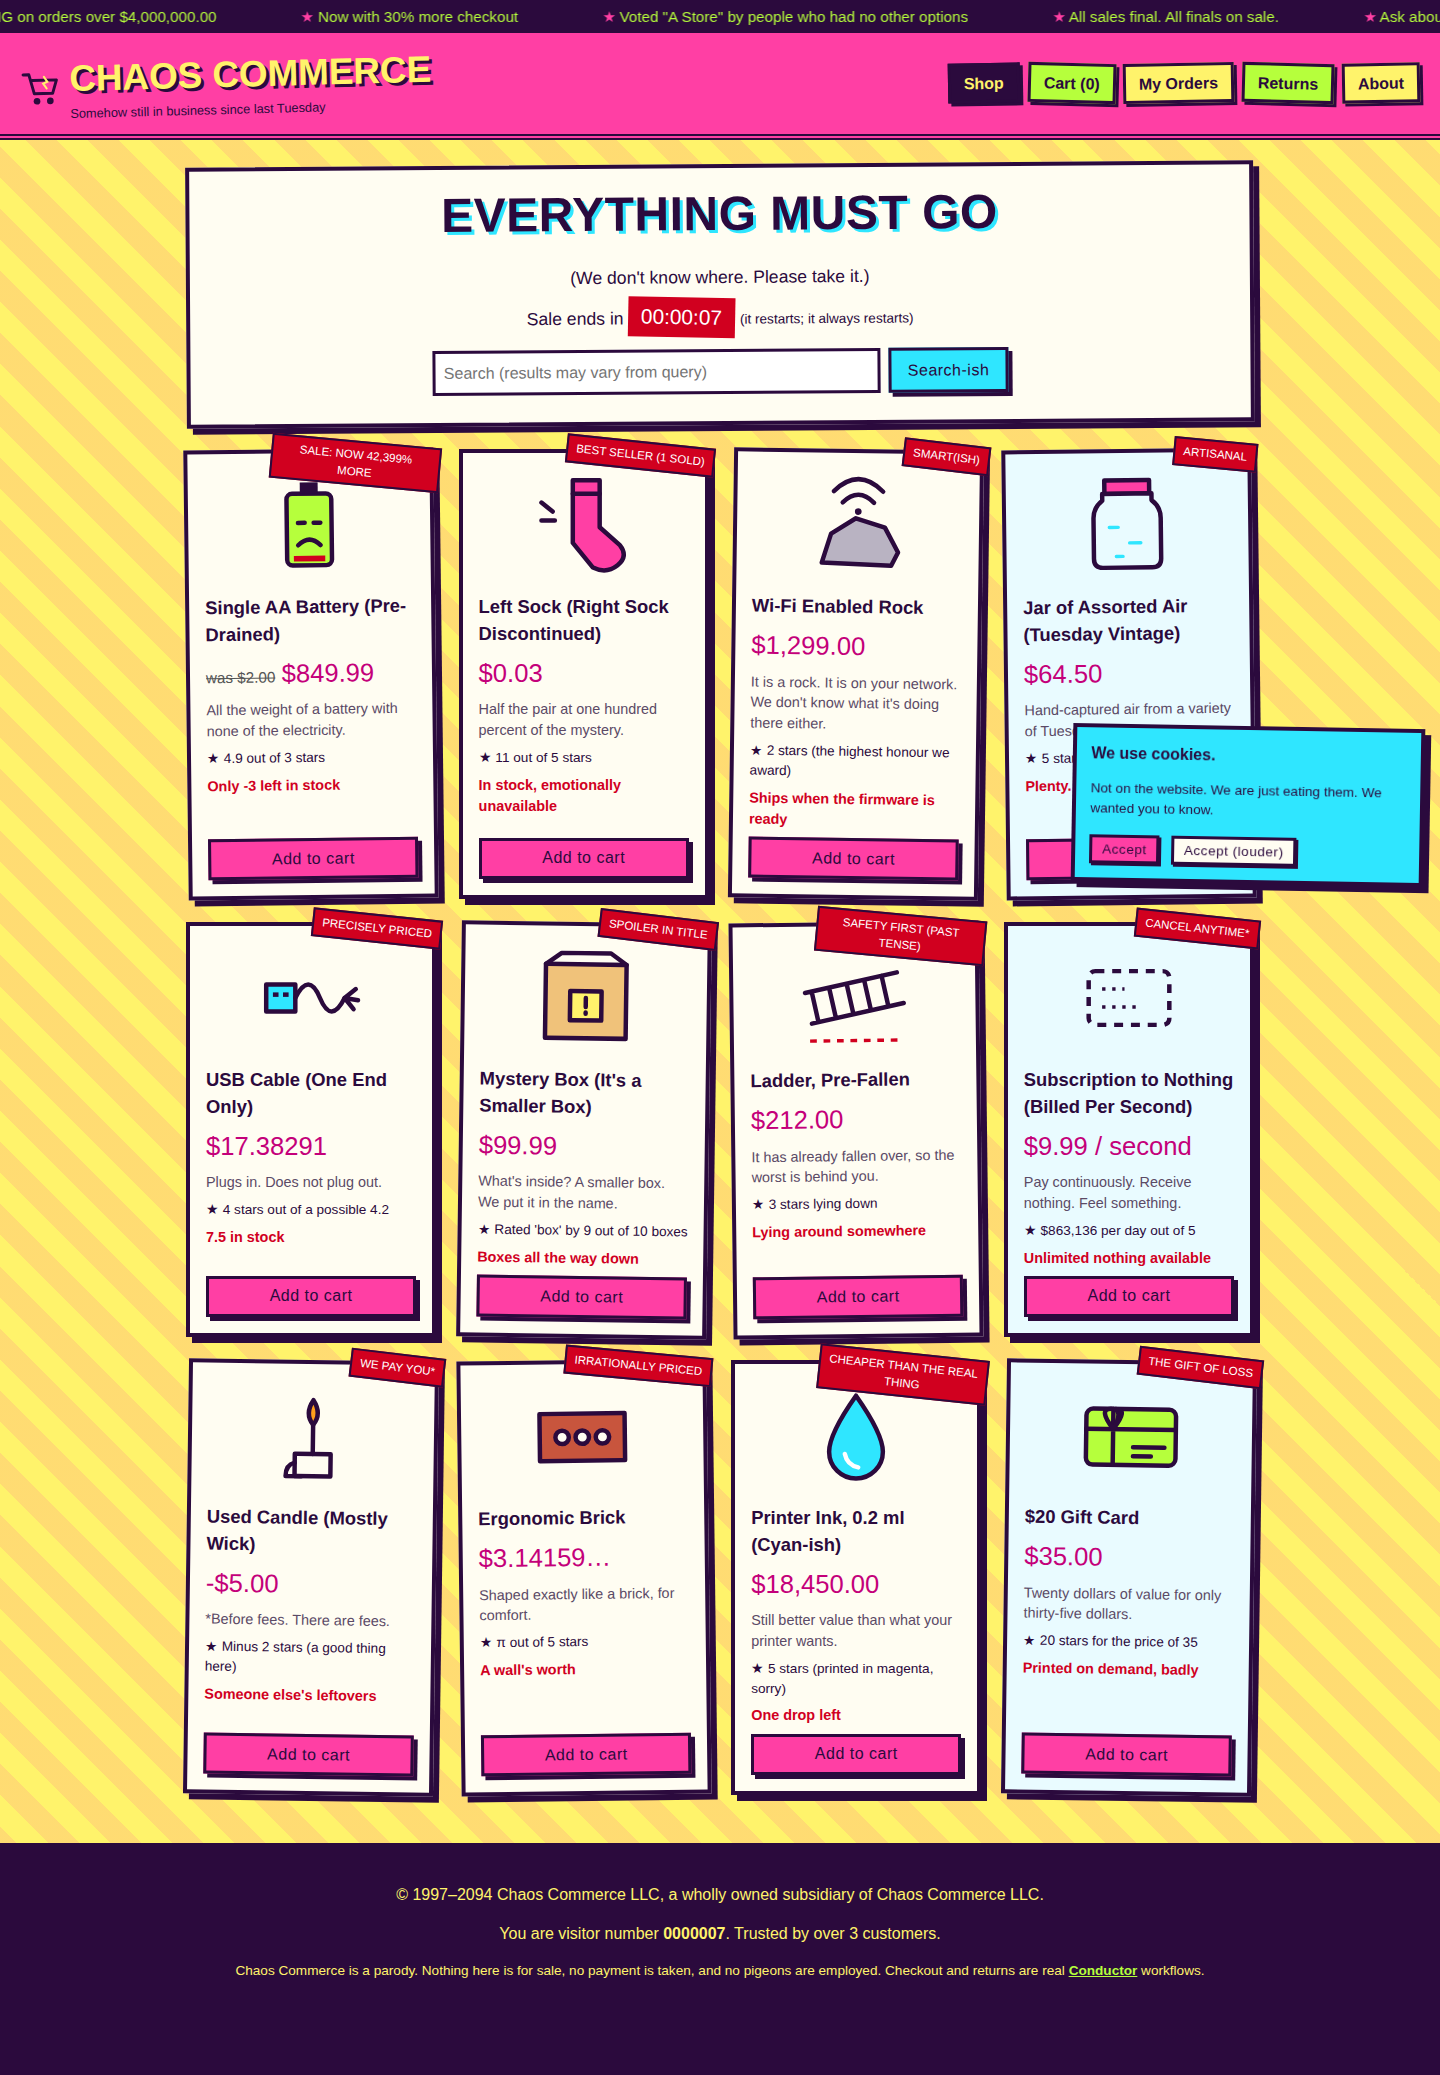 G on orders over $4,000,000.00 ★ Now with 30% more checkout ★ Voted "A Store" by people who had no other options ★ All sales final. All finals on sale. ★ Ask abou
CHAOS COMMERCE
Somehow still in business since last Tuesday
Shop Cart (0) My Orders Returns About
EVERYTHING MUST GO
(We don't know where. Please take it.)
Sale ends in 00:00:07 (it restarts; it always restarts)
Search (results may vary from query) Search-ish
SALE: NOW 42,399%
MORE
Single AA Battery (Pre-
Drained)
was $2.00 $849.99
All the weight of a battery with
none of the electricity.
★ 4.9 out of 3 stars
Only -3 left in stock
Add to cart
BEST SELLER (1 SOLD)
Left Sock (Right Sock
Discontinued)
$0.03
Half the pair at one hundred
percent of the mystery.
★ 11 out of 5 stars
In stock, emotionally
unavailable
Add to cart
SMART(ISH)
Wi-Fi Enabled Rock
$1,299.00
It is a rock. It is on your network.
We don't know what it's doing
there either.
★ 2 stars (the highest honour we
award)
Ships when the firmware is
ready
Add to cart
ARTISANAL
Jar of Assorted Air
(Tuesday Vintage)
$64.50
Hand-captured air from a variety
of Tues
★ 5 star
Plenty.
We use cookies.
Not on the website. We are just eating them. We
wanted you to know.
Accept Accept (louder)
PRECISELY PRICED
USB Cable (One End
Only)
$17.38291
Plugs in. Does not plug out.
★ 4 stars out of a possible 4.2
7.5 in stock
Add to cart
SPOILER IN TITLE
!
Mystery Box (It's a
Smaller Box)
$99.99
What's inside? A smaller box.
We put it in the name.
★ Rated 'box' by 9 out of 10 boxes
Boxes all the way down
Add to cart
SAFETY FIRST (PAST
TENSE)
Ladder, Pre-Fallen
$212.00
It has already fallen over, so the
worst is behind you.
★ 3 stars lying down
Lying around somewhere
Add to cart
CANCEL ANYTIME*
Subscription to Nothing
(Billed Per Second)
$9.99 / second
Pay continuously. Receive
nothing. Feel something.
★ $863,136 per day out of 5
Unlimited nothing available
Add to cart
WE PAY YOU*
Used Candle (Mostly
Wick)
-$5.00
*Before fees. There are fees.
★ Minus 2 stars (a good thing
here)
Someone else's leftovers
Add to cart
IRRATIONALLY PRICED
Ergonomic Brick
$3.14159…
Shaped exactly like a brick, for
comfort.
★ π out of 5 stars
A wall's worth
Add to cart
CHEAPER THAN THE REAL
THING
Printer Ink, 0.2 ml
(Cyan-ish)
$18,450.00
Still better value than what your
printer wants.
★ 5 stars (printed in magenta,
sorry)
One drop left
Add to cart
THE GIFT OF LOSS
$20 Gift Card
$35.00
Twenty dollars of value for only
thirty-five dollars.
★ 20 stars for the price of 35
Printed on demand, badly
Add to cart
© 1997–2094 Chaos Commerce LLC, a wholly owned subsidiary of Chaos Commerce LLC.
You are visitor number 0000007. Trusted by over 3 customers.
Chaos Commerce is a parody. Nothing here is for sale, no payment is taken, and no pigeons are employed. Checkout and returns are real Conductor workflows.